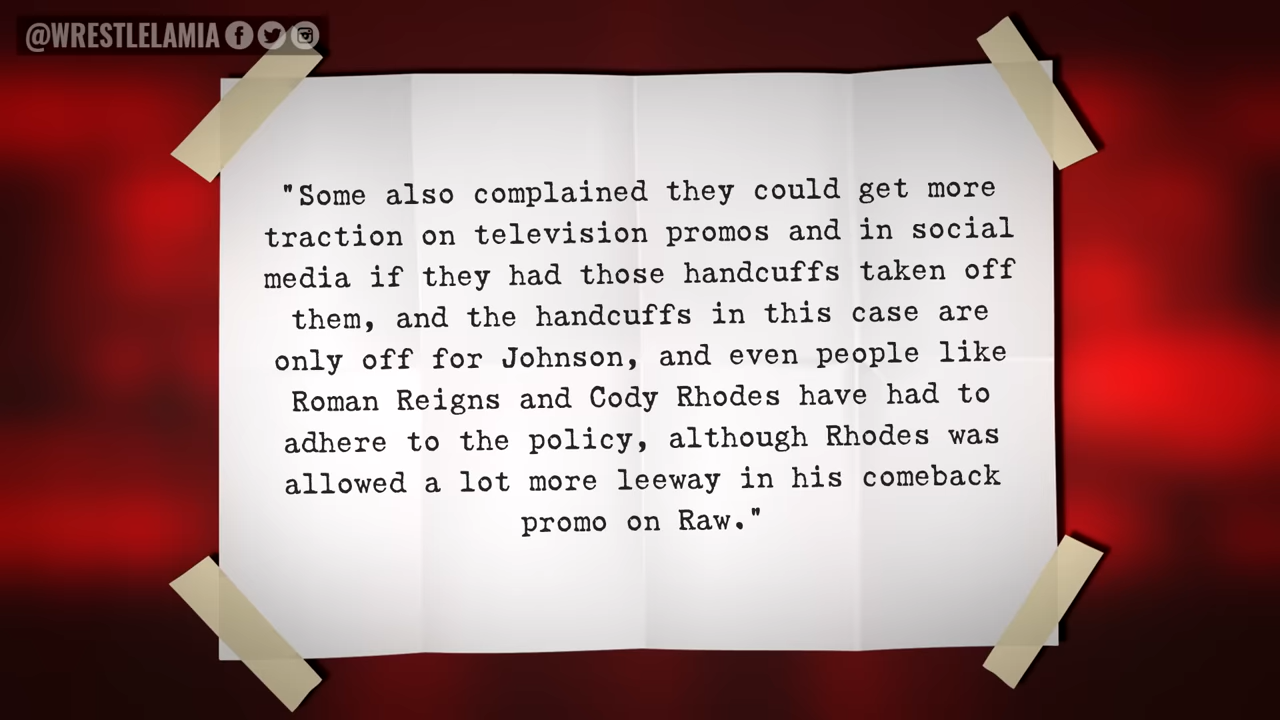 @WRESTLELAMIA
"Some also complained they could get more
traction on television promos and in social
media if they had those handcuffs taken off
them, and the handcuffs in this case are
only off for Johnson, and even people like
Roman Reigns and Cody Rhodes have had to
adhere to the policy, although Rhodes was
allowed a lot more leeway in his comeback
promo on Raw."